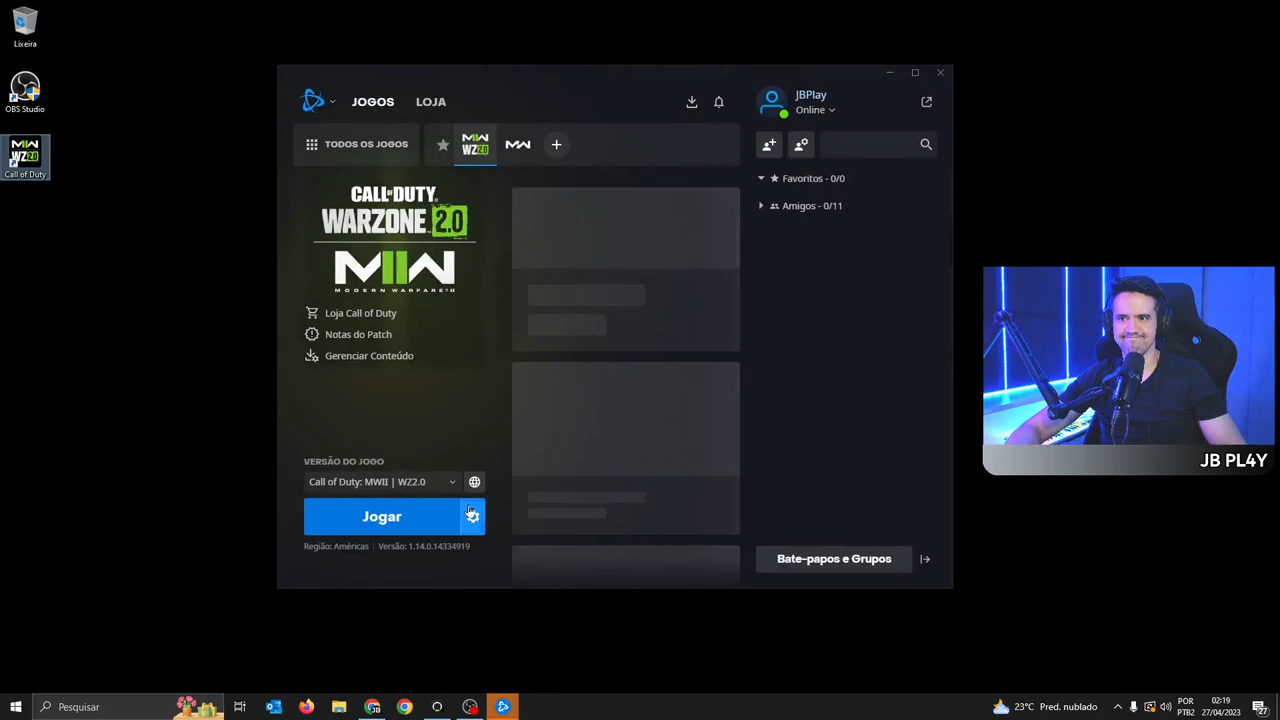 Lixeira
OBS Studio
MW
WZ2.0
Call of Duty
JOGOS
LOJA
JBPlay
Online
TODOS OS JOGOS
MW
WZ2.0
MW
CALL OF DUTY
WARZONE 2.0
MW
MODERN WARFARE II
Loja Call of Duty
Notas do Patch
Gerenciar Conteúdo
VERSÃO DO JOGO
Call of Duty: MWII | WZ2.0
Jogar
Região: Américas | Versão: 1.14.0.14334919
Favoritos - 0/0
Amigos - 0/11
Bate-papos e Grupos
JB PL4Y
Pesquisar
23°C Pred. nublado
POR
PTB2
02:19
27/04/2023
27